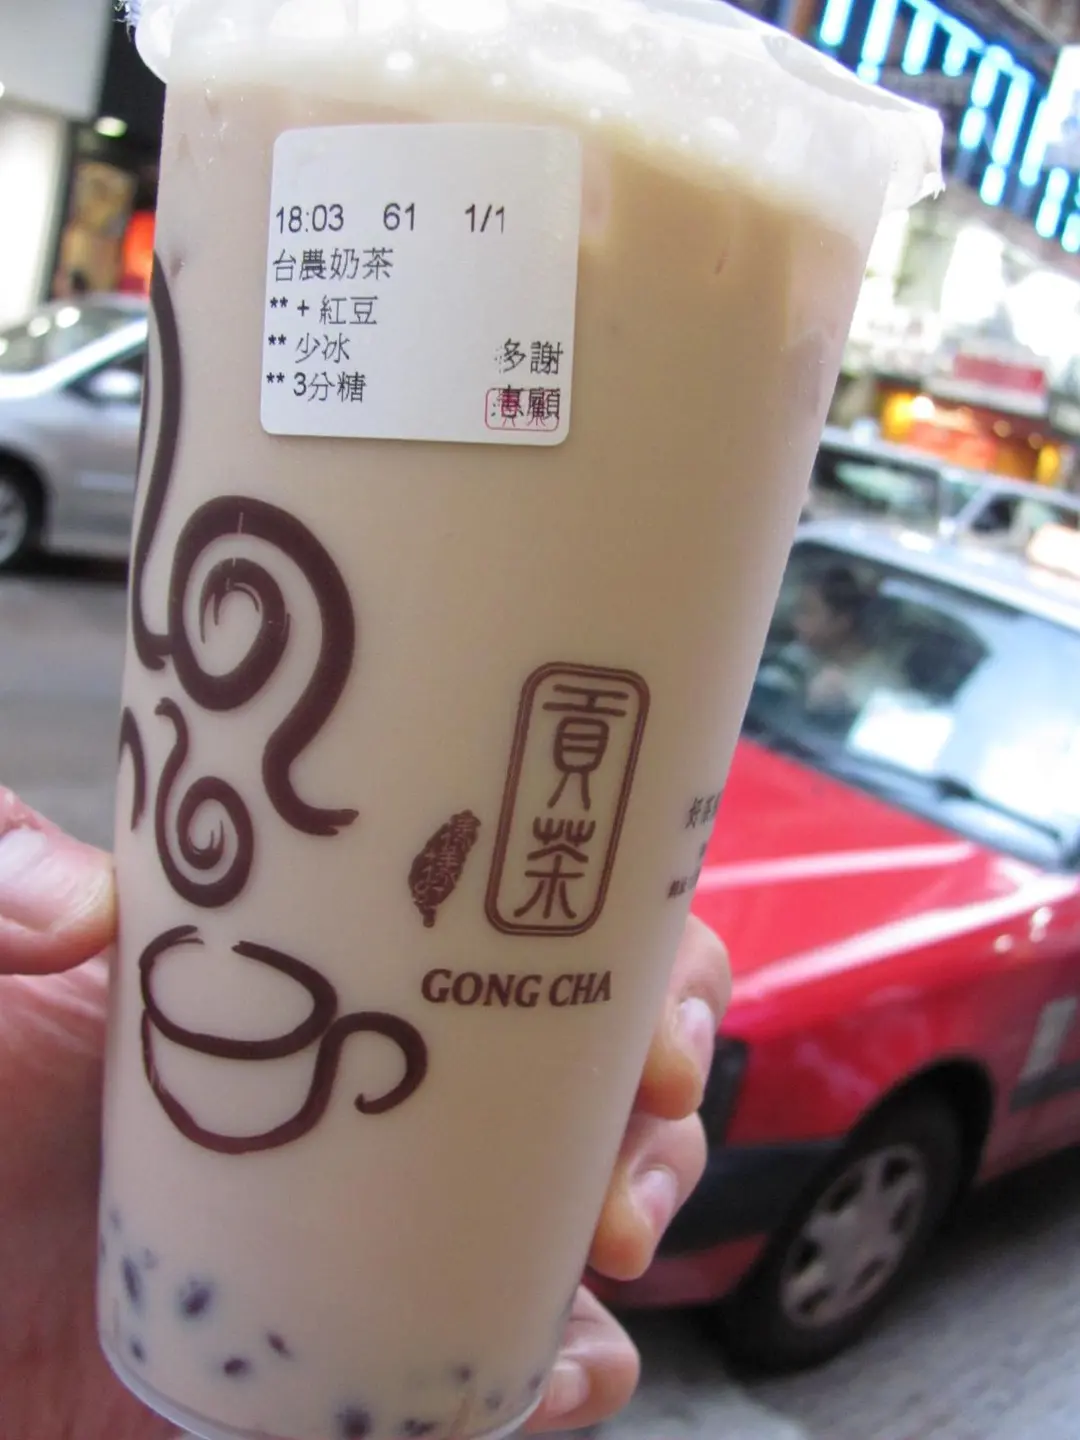 18:03 61 1/1
台農奶茶
** + 紅豆
** 少冰
** 3分糖
多謝
惠顧
貢茶
GONG CHA